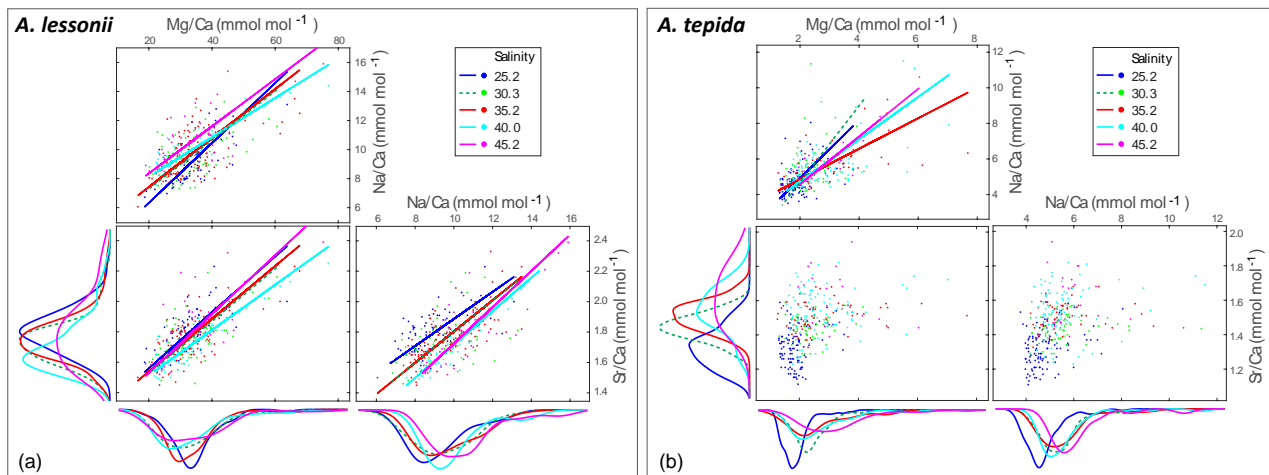 A. lessonii
Mg/Ca (mmol mol -1)
20 40 60 80
16
14
12
10
8
6
Na/Ca (mmol mol -1)
Salinity
25.2
30.3
35.2
40.0
45.2
Na/Ca (mmol mol -1)
6 8 10 12 14 16
2.4
2.2
2.0
1.8
1.6
1.4
Sr/Ca (mmol mol -1)
(a)
A. tepida
Mg/Ca (mmol mol -1)
2 4 6 8
12
10
8
6
4
Na/Ca (mmol mol -1)
Salinity
25.2
30.3
35.2
40.0
45.2
Na/Ca (mmol mol -1)
4 6 8 10 12
2.0
1.8
1.6
1.4
1.2
Sr/Ca (mmol mol -1)
(b)